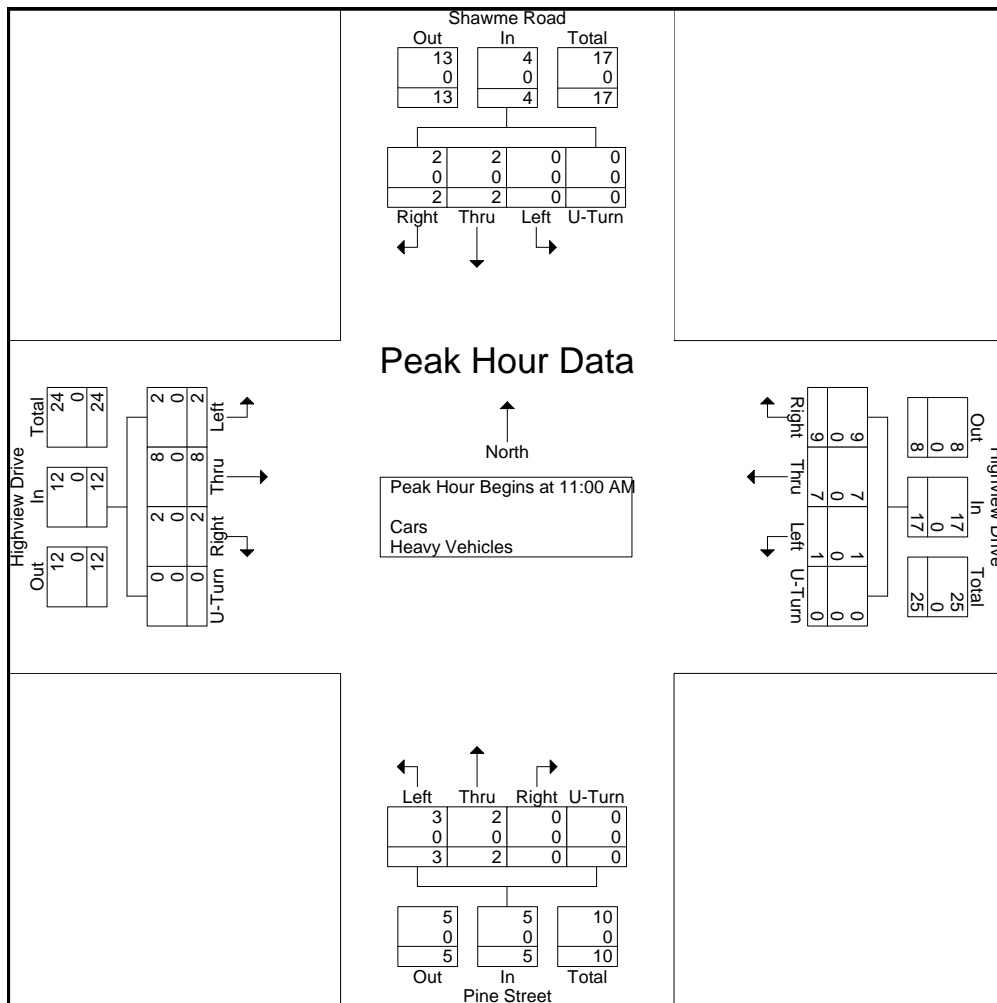 Shawme Road
Out In Total
13 4 17
0 0 0
13 4 17
2 2 0 0
0 0 0 0
2 2 0 0
Right Thru Left U-Turn
Peak Hour Data
North
Peak Hour Begins at 11:00 AM
Cars
Heavy Vehicles
Highview Drive
Total In Out
24 12 12
0 0 0
24 12 12
2 8 2 0
0 0 0 0
2 8 2 0
Left Thru Right U-Turn
Highview Drive
Out In Total
8 17 25
0 0 0
8 17 25
9 7 1 0
0 0 0 0
9 7 1 0
Right Thru Left U-Turn
Left Thru Right U-Turn
3 2 0 0
0 0 0 0
3 2 0 0
5 5 10
0 0 0
5 5 10
Out In Total
Pine Street